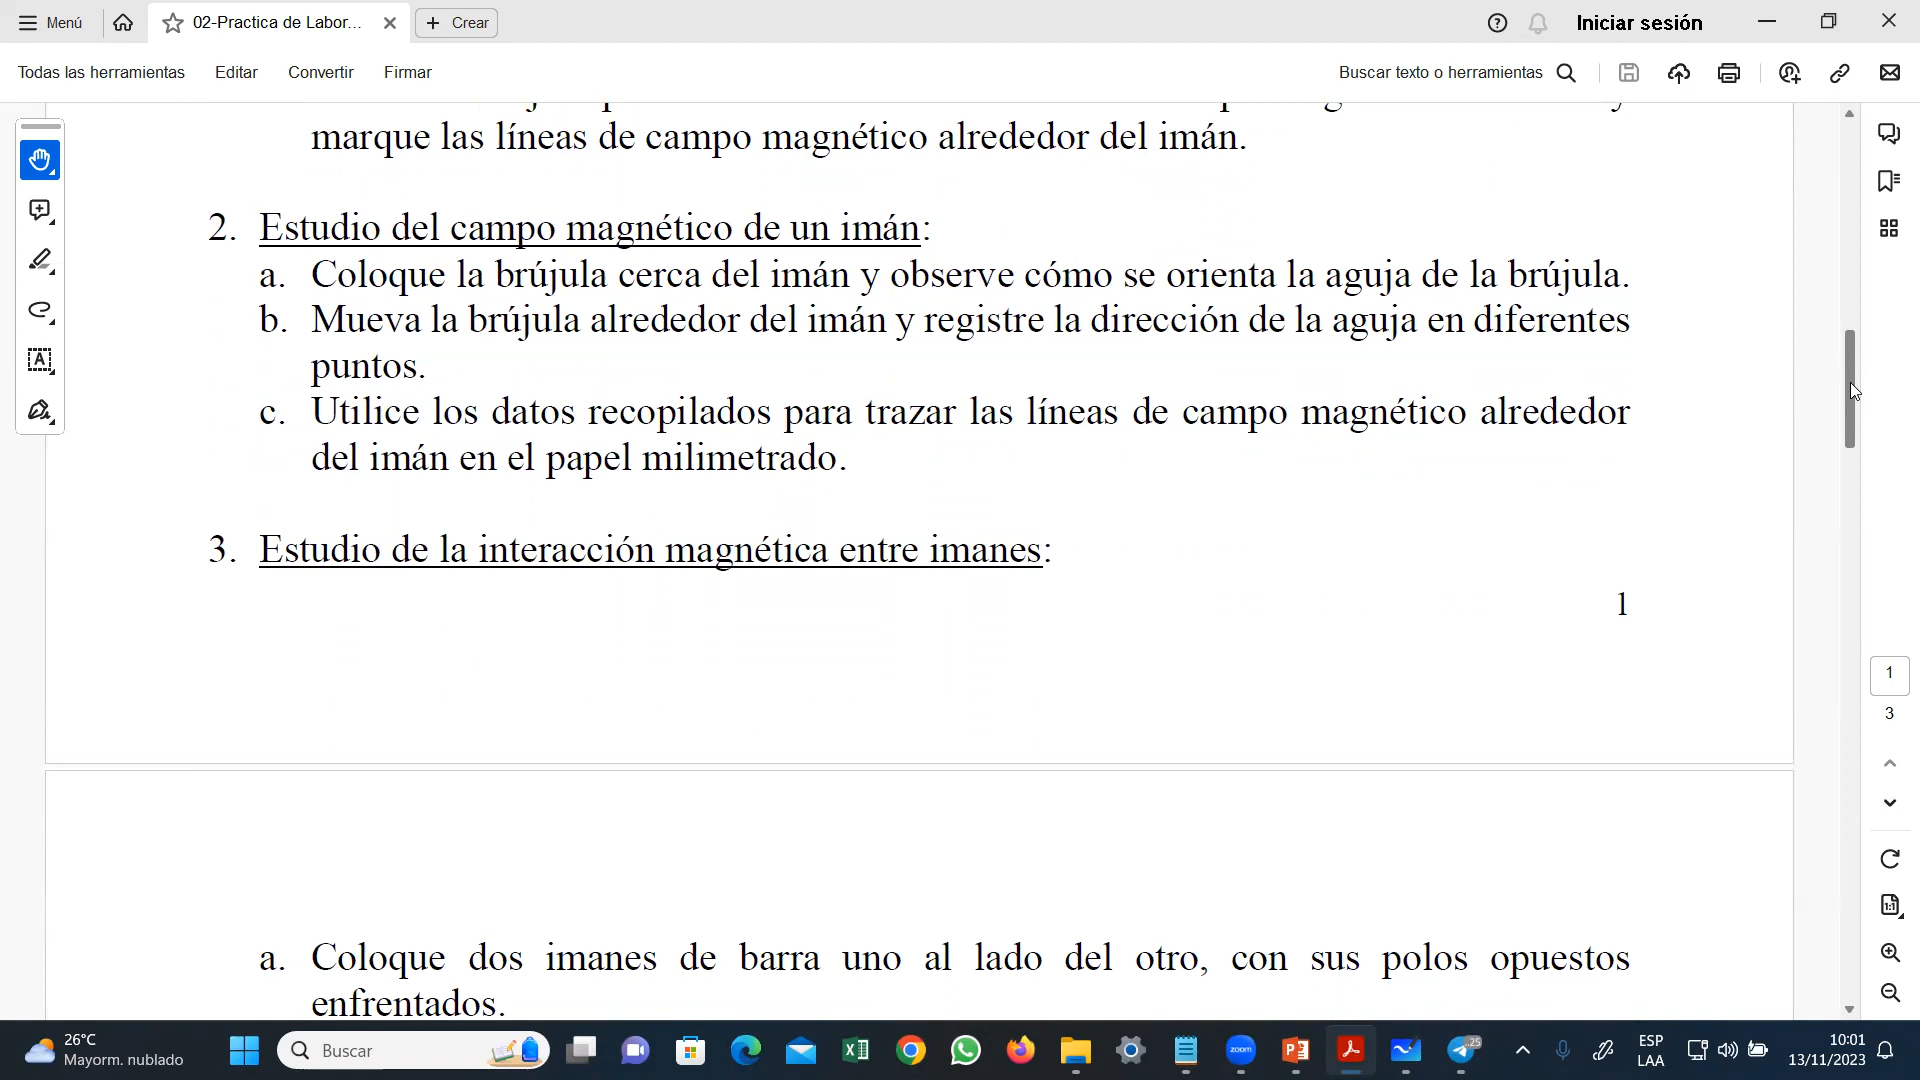 Menú
02-Practica de Labor...
Crear
Iniciar sesión
Todas las herramientas
Editar
Convertir
Firmar
Buscar texto o herramientas
marque las líneas de campo magnético alrededor del imán.
2. Estudio del campo magnético de un imán:
a. Coloque la brújula cerca del imán y observe cómo se orienta la aguja de la brújula.
b. Mueva la brújula alrededor del imán y registre la dirección de la aguja en diferentes
puntos.
c. Utilice los datos recopilados para trazar las líneas de campo magnético alrededor
del imán en el papel milimetrado.
3. Estudio de la interacción magnética entre imanes:
1
1
3
a. Coloque dos imanes de barra uno al lado del otro, con sus polos opuestos
enfrentados.
26°C
Mayorm. nublado
Buscar
zoom
25
ESP
LAA
10:01
13/11/2023